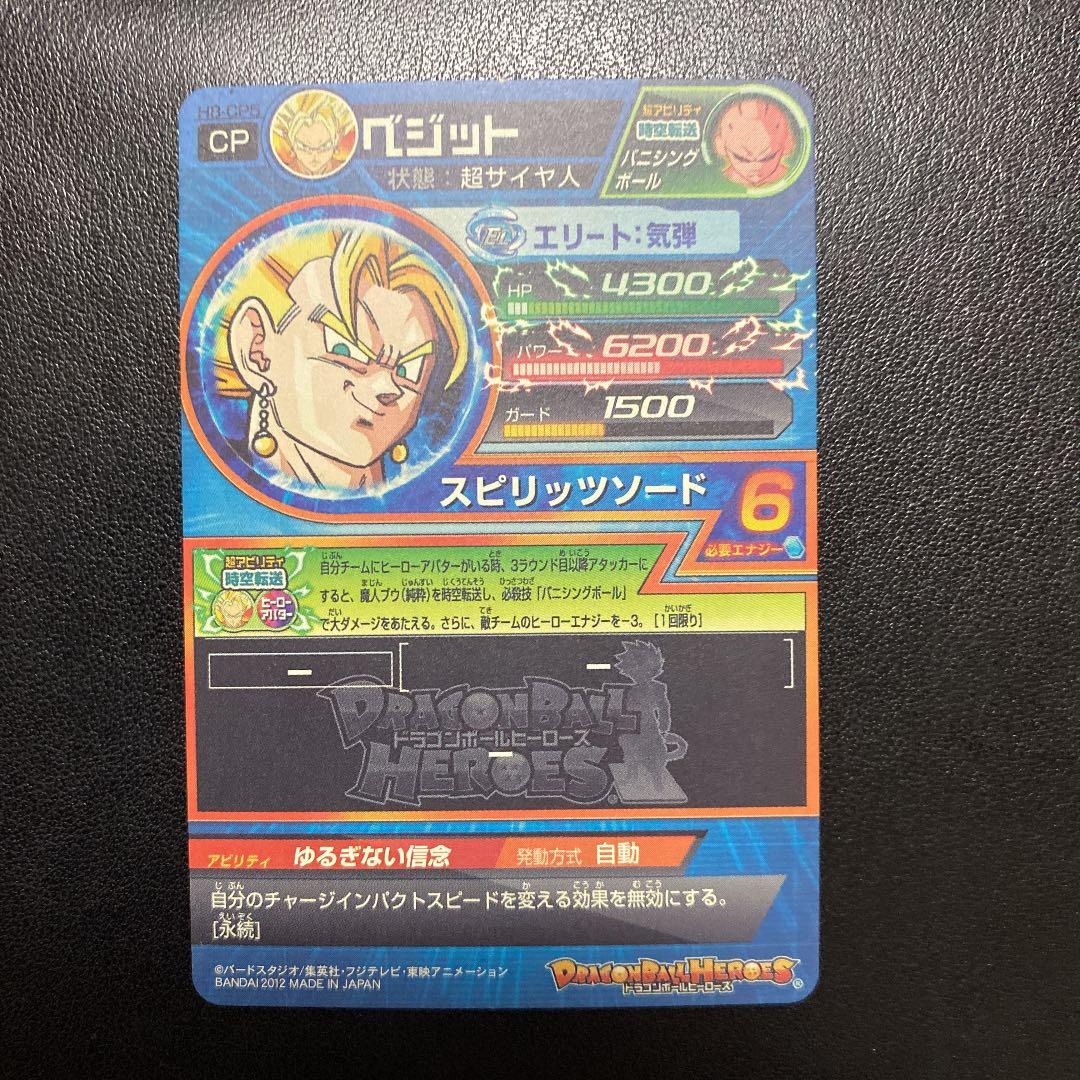 H8-CP5
CP
ベジット
状態：超サイヤ人
超アビリティ
時空転送
バニシング
ボール
エリート：気弾
HP 4300
パワー 6200
ガード 1500
スピリッツソード 6
必要エナジー
超アビリティ
時空転送
ヒーロー
アバター
自分チームにヒーローアバターがいる時、3ラウンド目以降アタッカーに
すると、魔人ブウ(純粋)を時空転送し、必殺技「バニシングボール」
で大ダメージをあたえる。さらに、敵チームのヒーローエナジーを−3。［1回限り］
ー
ー
DRAGON BALL
ドラゴンボールヒーローズ
ー
HEROES
アビリティ ゆるぎない信念 発動方式 自動
自分のチャージインパクトスピードを変える効果を無効にする。
［永続］
©バードスタジオ/集英社・フジテレビ・東映アニメーション
BANDAI 2012 MADE IN JAPAN
DRAGON BALL HEROES
ドラゴンボールヒーローズ